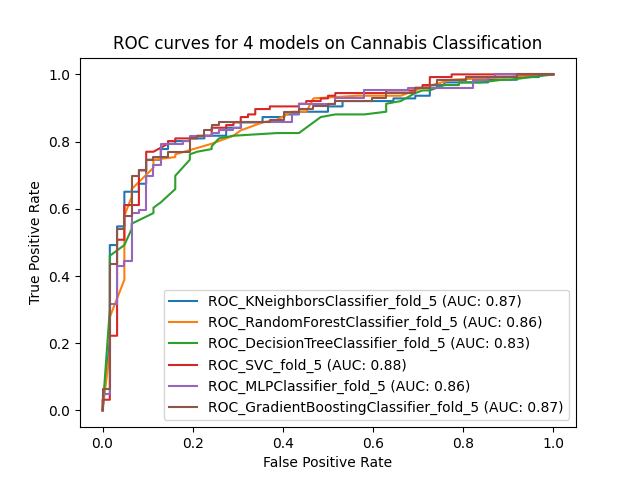 ROC curves for 4 models on Cannabis Classification
True Positive Rate
1.0
0.8
0.6
0.4
0.2
0.0
ROC_KNeighborsClassifier_fold_5 (AUC: 0.87)
ROC_RandomForestClassifier_fold_5 (AUC: 0.86)
ROC_DecisionTreeClassifier_fold_5 (AUC: 0.83)
ROC_SVC_fold_5 (AUC: 0.88)
ROC_MLPClassifier_fold_5 (AUC: 0.86)
ROC_GradientBoostingClassifier_fold_5 (AUC: 0.87)
0.0 0.2 0.4 0.6 0.8 1.0
False Positive Rate